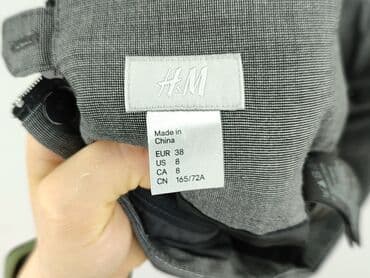 H&M
Made in
China
EUR 38
US 8
CA 8
CN 165/72A